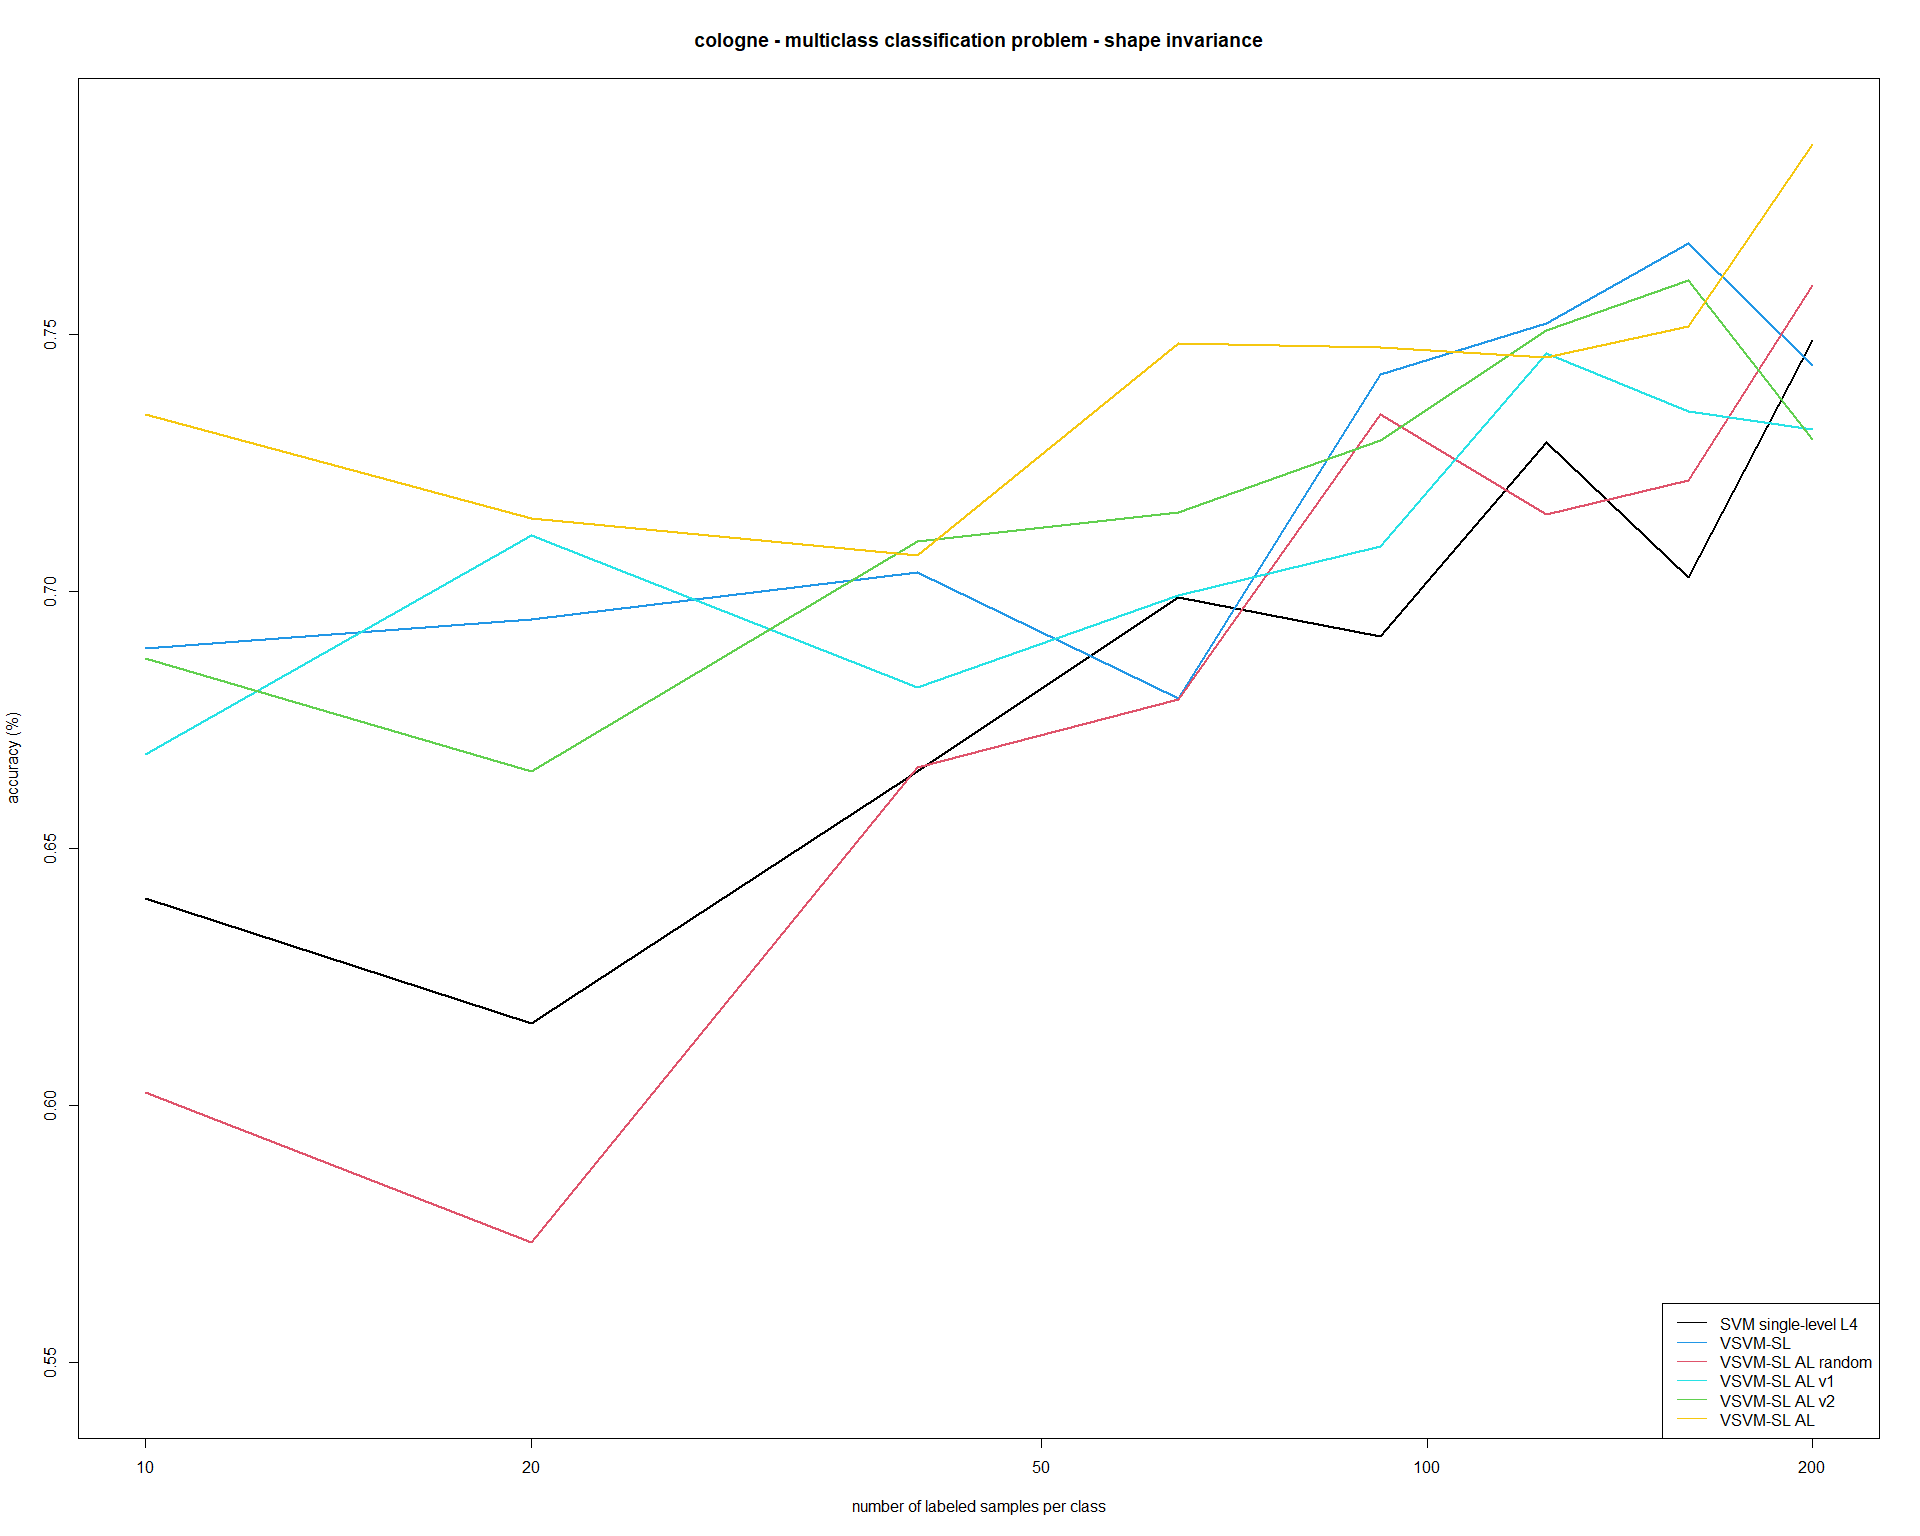 cologne - multiclass classification problem - shape invariance
accuracy (%)
0.75
0.70
0.65
0.60
0.55
SVM single-level L4
VSVM-SL
VSVM-SL AL random
VSVM-SL AL v1
VSVM-SL AL v2
VSVM-SL AL
10 20 50 100 200
number of labeled samples per class